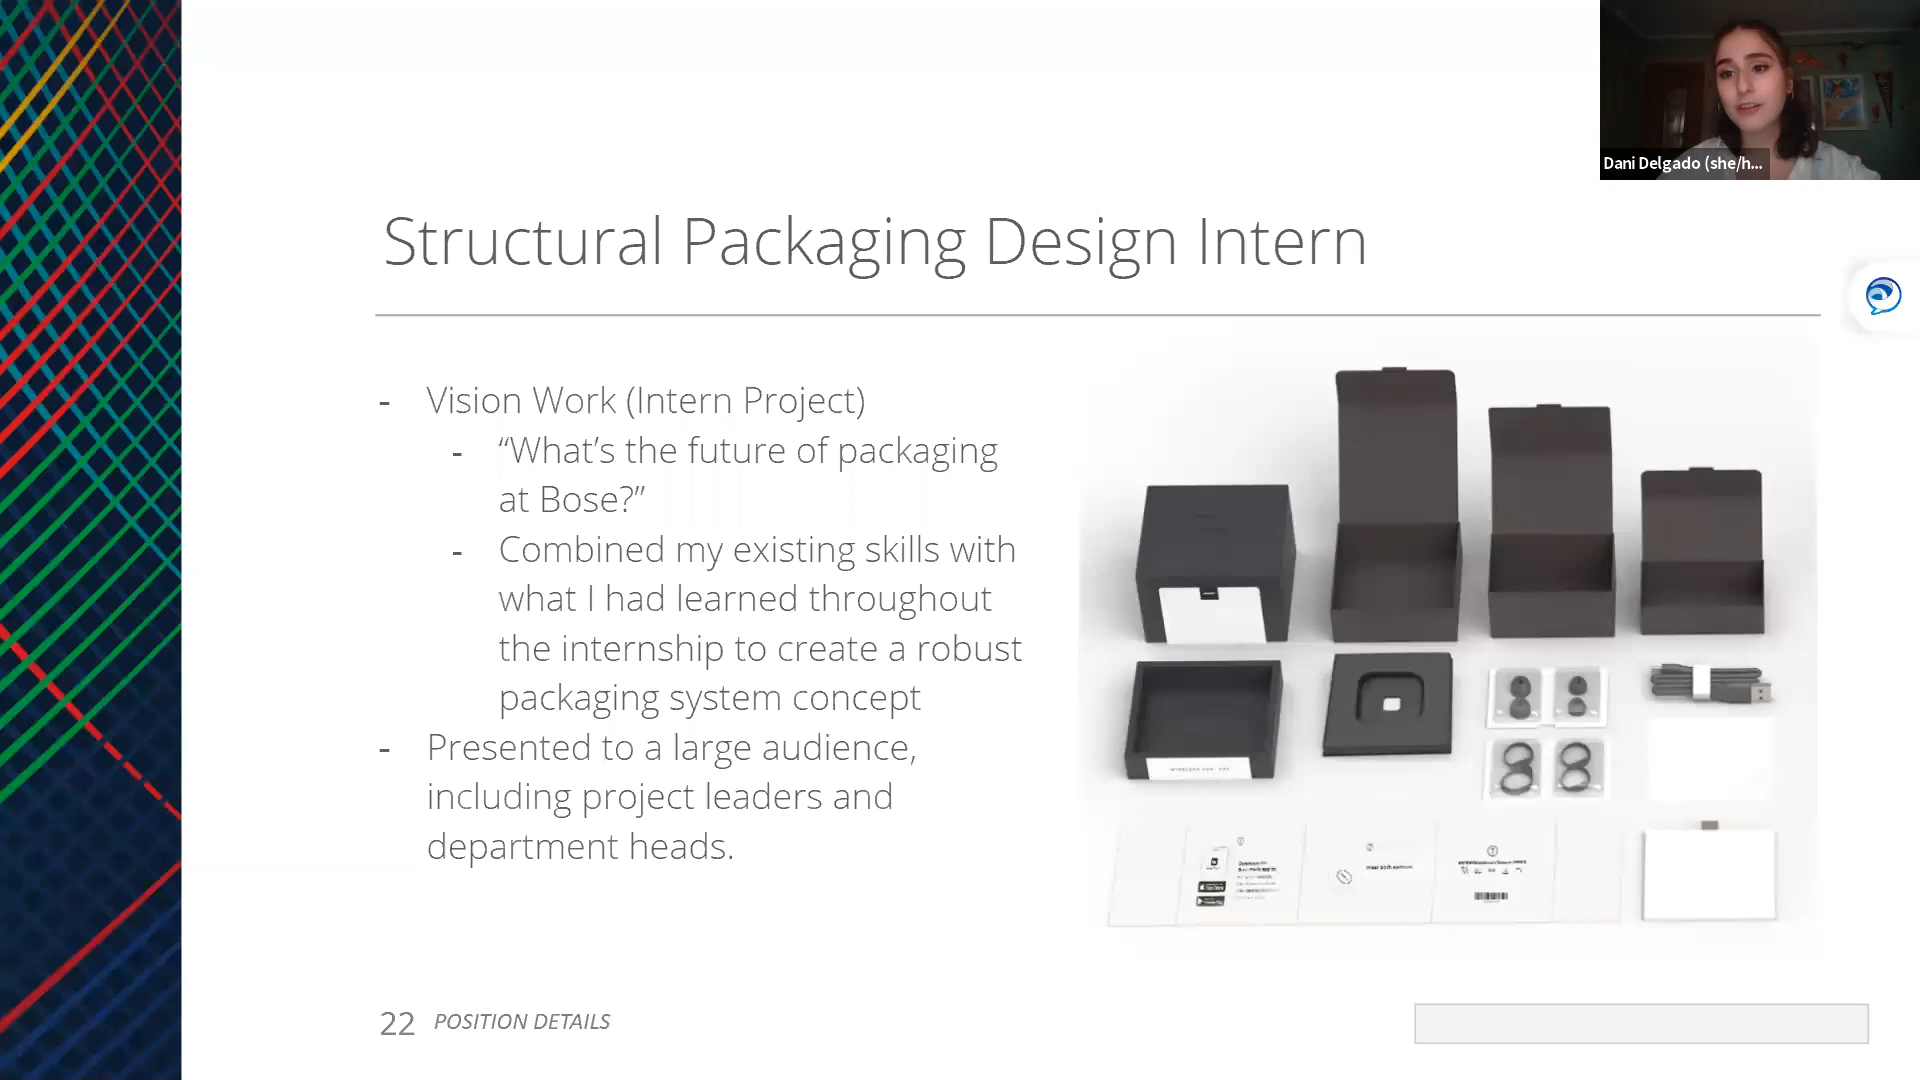 Dani Delgado (she/h...
Structural Packaging Design Intern
- Vision Work (Intern Project)
- “What’s the future of packaging
at Bose?”
- Combined my existing skills with
what I had learned throughout
the internship to create a robust
packaging system concept
- Presented to a large audience,
including project leaders and
department heads.
22 POSITION DETAILS